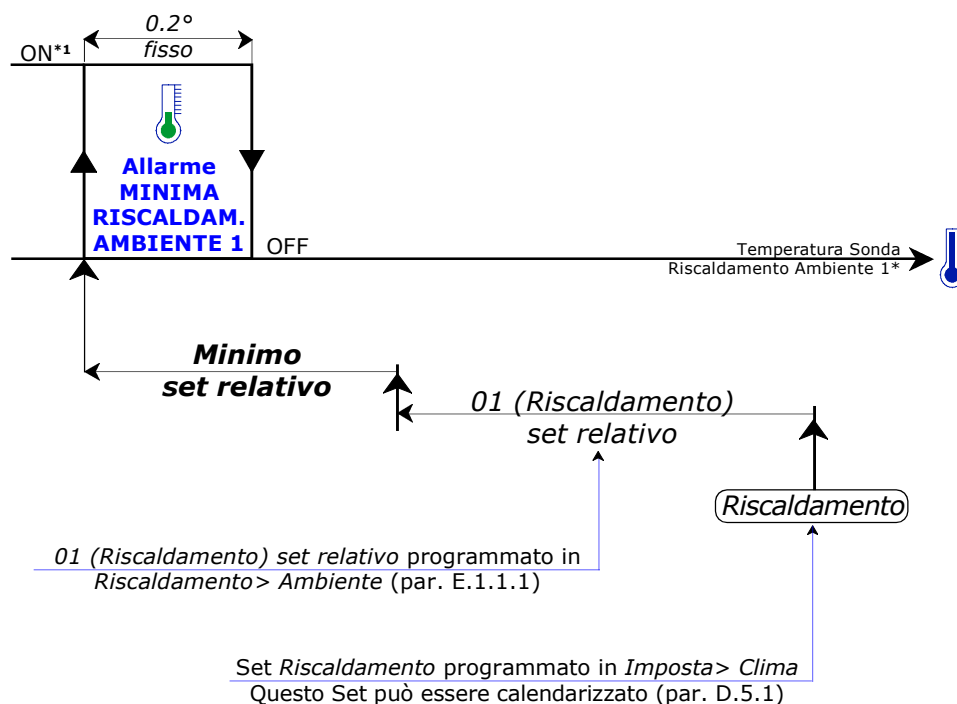 0.2°
fisso
ON*1
Allarme
MINIMA
RISCALDAM.
AMBIENTE 1
OFF
Temperatura Sonda
Riscaldamento Ambiente 1*
Minimo
set relativo
01 (Riscaldamento)
set relativo
Riscaldamento
01 (Riscaldamento) set relativo programmato in
Riscaldamento> Ambiente (par. E.1.1.1)
Set Riscaldamento programmato in Imposta> Clima
Questo Set può essere calendarizzato (par. D.5.1)